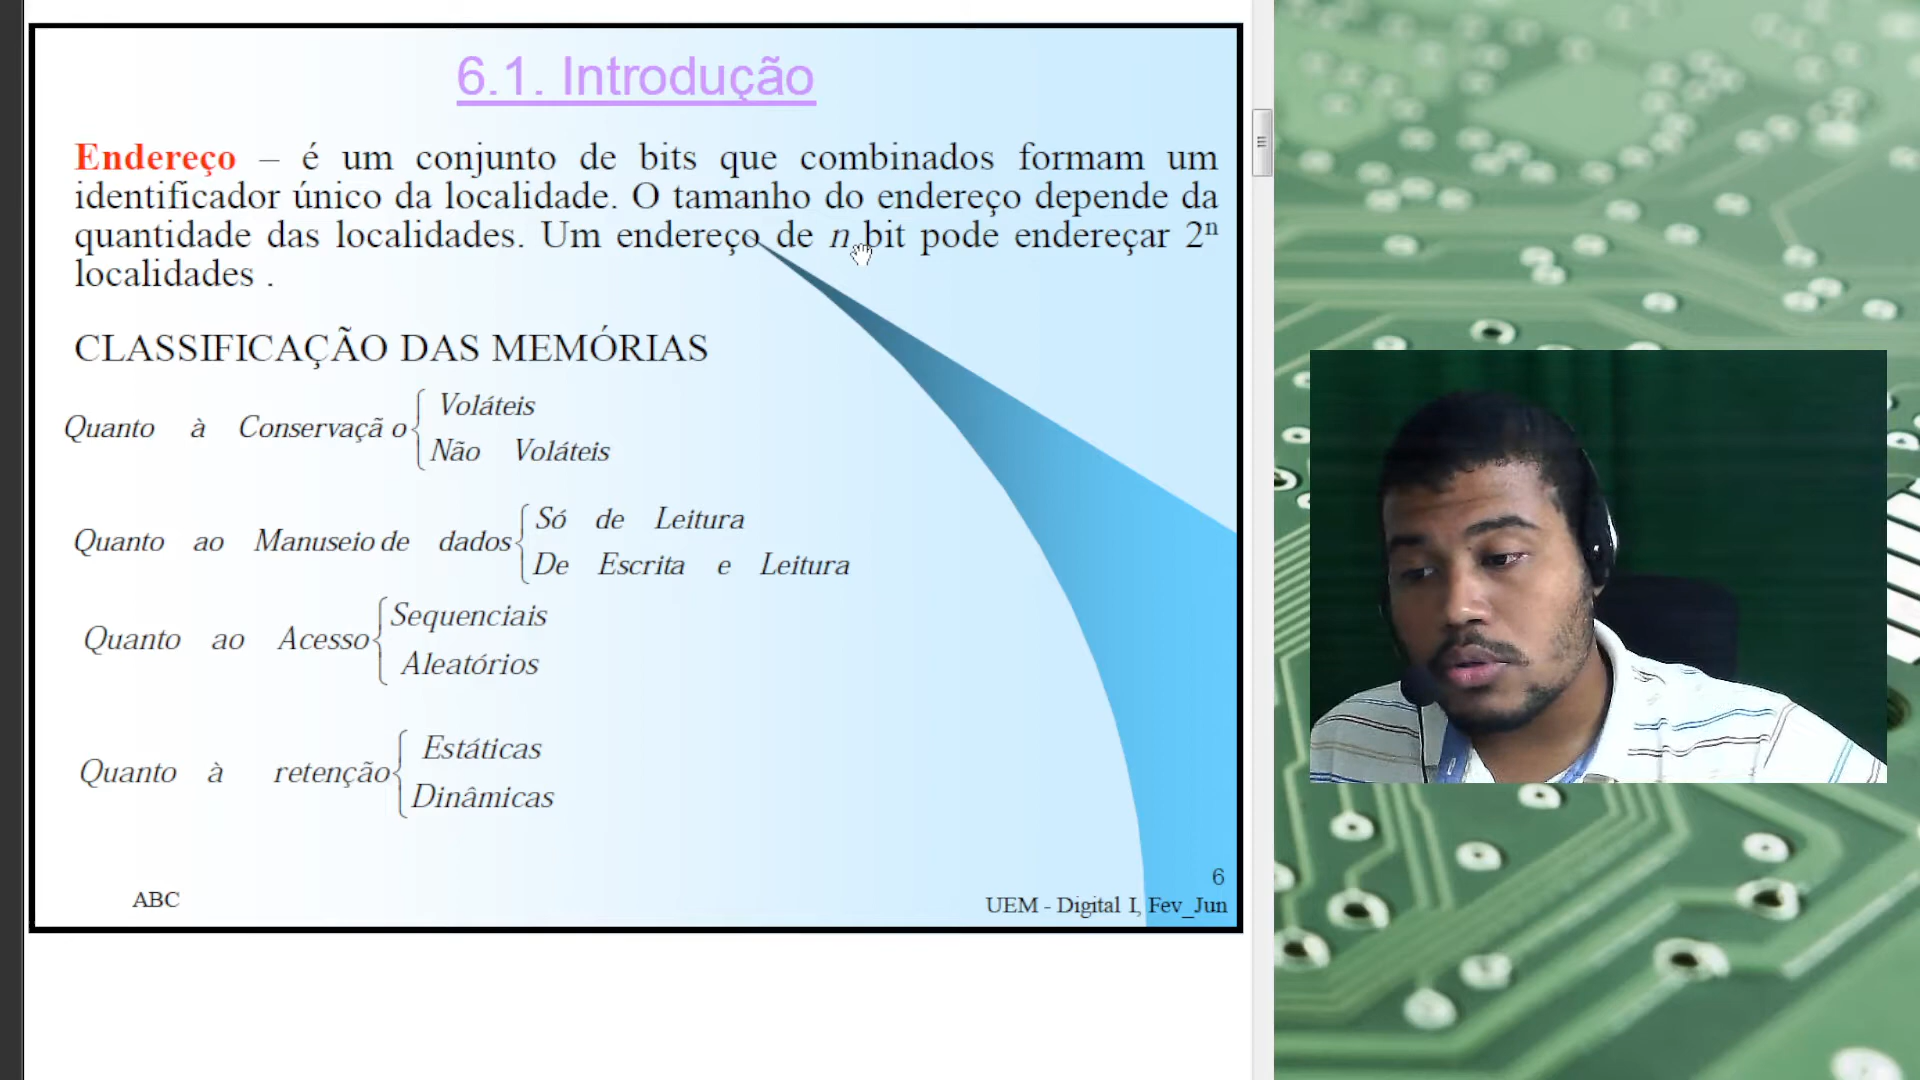 6.1. Introdução
Endereço – é um conjunto de bits que combinados formam um
identificador único da localidade. O tamanho do endereço depende da
quantidade das localidades. Um endereço de n bit pode endereçar 2ⁿ
localidades .
CLASSIFICAÇÃO DAS MEMÓRIAS
Voláteis
Quanto à Conservaçã o
Não Voláteis
Só de Leitura
Quanto ao Manuseio de dados
De Escrita e Leitura
Sequenciais
Quanto ao Acesso
Aleatórios
Estáticas
Quanto à retenção
Dinâmicas
6
ABC
UEM - Digital I, Fev_Jun